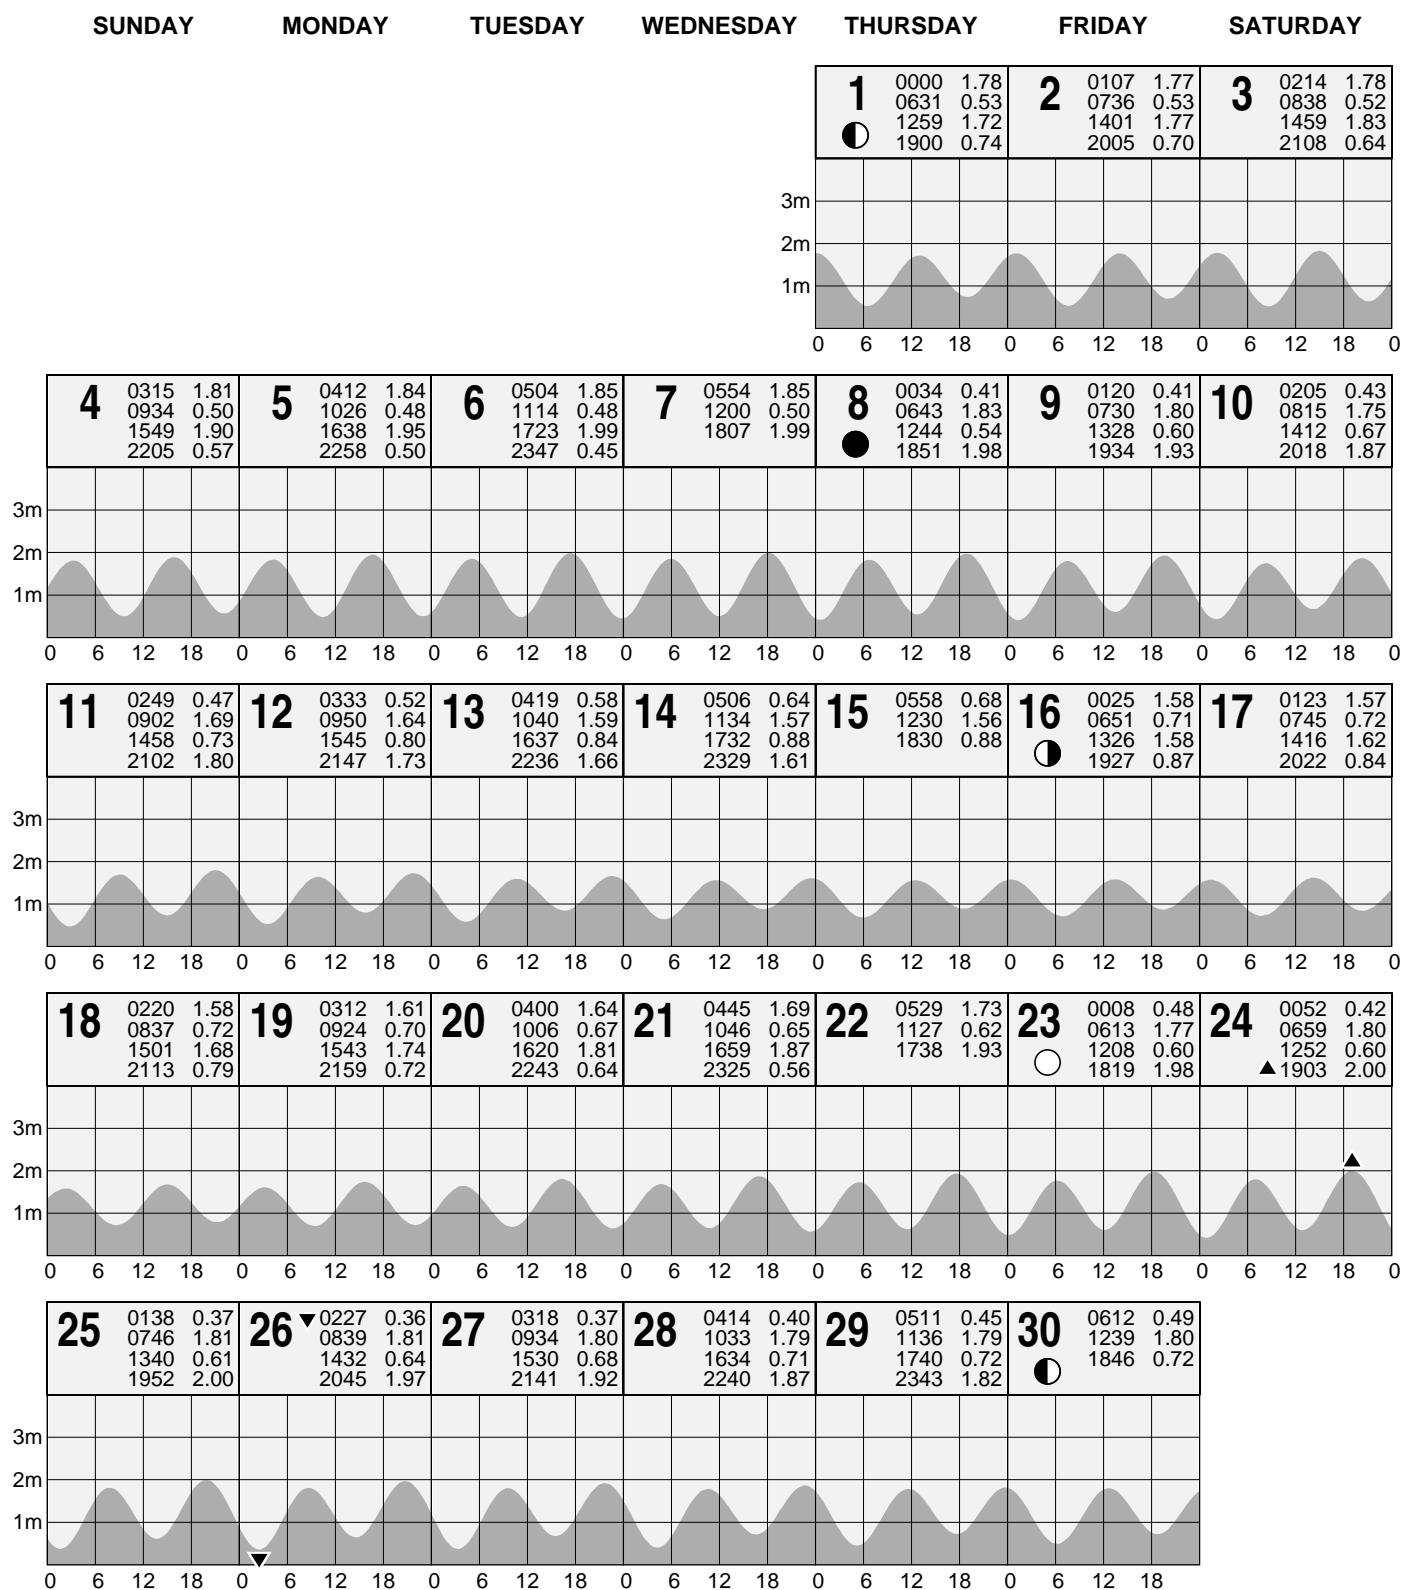 SUNDAY MONDAY TUESDAY WEDNESDAY THURSDAY FRIDAY SATURDAY
1 0000 1.78 2 0107 1.77 3 0214 1.78
0631 0.53 0736 0.53 0838 0.52
1259 1.72 1401 1.77 1459 1.83
1900 0.74 2005 0.70 2108 0.64
3m
2m
1m
0 6 12 18 0 6 12 18 0 6 12 18 0
4 0315 1.81 5 0412 1.84 6 0504 1.85 7 0554 1.85 8 0034 0.41 9 0120 0.41 10 0205 0.43
0934 0.50 1026 0.48 1114 0.48 1200 0.50 0643 1.83 0730 1.80 0815 1.75
1549 1.90 1638 1.95 1723 1.99 1807 1.99 1244 0.54 1328 0.60 1412 0.67
2205 0.57 2258 0.50 2347 0.45 1851 1.98 1934 1.93 2018 1.87
3m
2m
1m
0 6 12 18 0 6 12 18 0 6 12 18 0 6 12 18 0 6 12 18 0 6 12 18 0 6 12 18 0
11 0249 0.47 12 0333 0.52 13 0419 0.58 14 0506 0.64 15 0558 0.68 16 0025 1.58 17 0123 1.57
0902 1.69 0950 1.64 1040 1.59 1134 1.57 1230 1.56 0651 0.71 0745 0.72
1458 0.73 1545 0.80 1637 0.84 1732 0.88 1830 0.88 1326 1.58 1416 1.62
2102 1.80 2147 1.73 2236 1.66 2329 1.61 1927 0.87 2022 0.84
3m
2m
1m
0 6 12 18 0 6 12 18 0 6 12 18 0 6 12 18 0 6 12 18 0 6 12 18 0 6 12 18 0
18 0220 1.58 19 0312 1.61 20 0400 1.64 21 0445 1.69 22 0529 1.73 23 0008 0.48 24 0052 0.42
0837 0.72 0924 0.70 1006 0.67 1046 0.65 1127 0.62 0613 1.77 0659 1.80
1501 1.68 1543 1.74 1620 1.81 1659 1.87 1738 1.93 1208 0.60 1252 0.60
2113 0.79 2159 0.72 2243 0.64 2325 0.56 1819 1.98 1903 2.00
3m
2m
1m
0 6 12 18 0 6 12 18 0 6 12 18 0 6 12 18 0 6 12 18 0 6 12 18 0 6 12 18 0
25 0138 0.37 26 0227 0.36 27 0318 0.37 28 0414 0.40 29 0511 0.45 30 0612 0.49
0746 1.81 0839 1.81 0934 1.80 1033 1.79 1136 1.79 1239 1.80
1340 0.61 1432 0.64 1530 0.68 1634 0.71 1740 0.72 1846 0.72
1952 2.00 2045 1.97 2141 1.92 2240 1.87 2343 1.82
3m
2m
1m
0 6 12 18 0 6 12 18 0 6 12 18 0 6 12 18 0 6 12 18 0 6 12 18 0